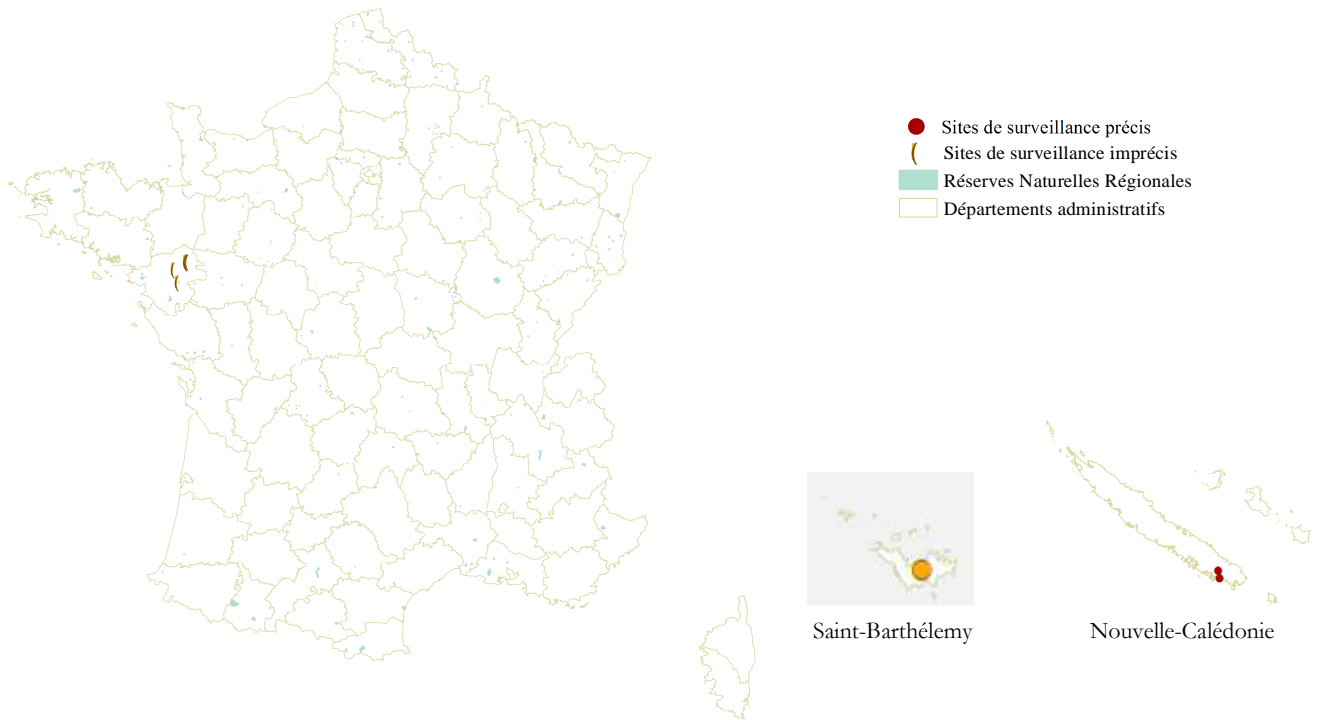 Sites de surveillance précis
Sites de surveillance imprécis
Réserves Naturelles Régionales
Départements administratifs
Saint-Barthélemy
Nouvelle-Calédonie